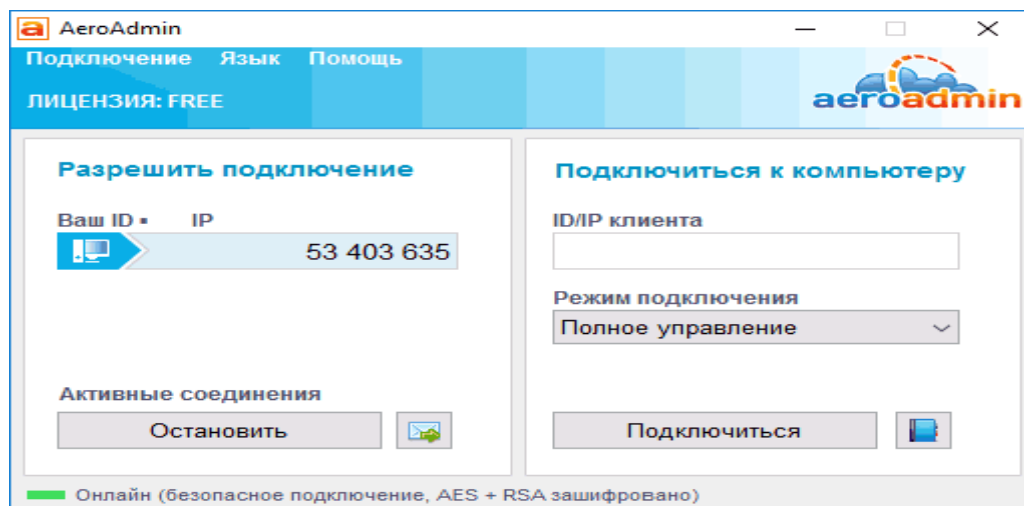 AeroAdmin
Подключение Язык Помощь
ЛИЦЕНЗИЯ: FREE
aeroadmin
Разрешить подключение
Ваш ID ▪ IP
53 403 635
Активные соединения
Остановить
Подключиться к компьютеру
ID/IP клиента
Режим подключения
Полное управление
Подключиться
Онлайн (безопасное подключение, AES + RSA зашифровано)